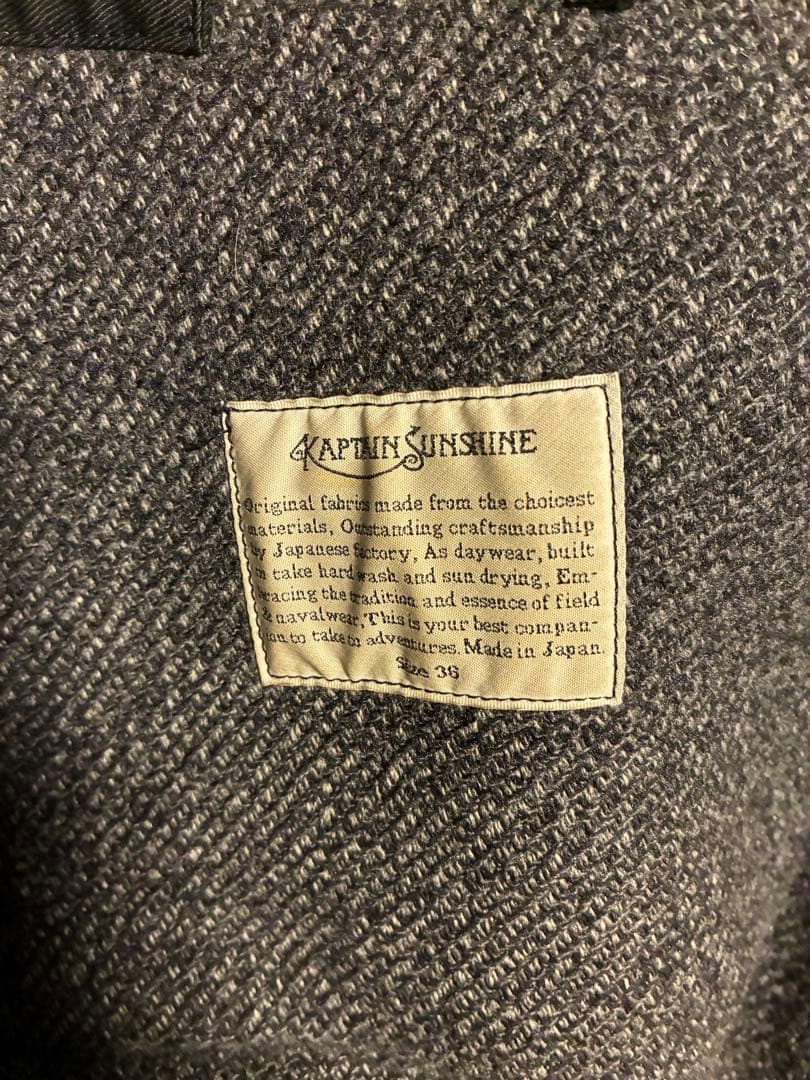 KAPTAIN SUNSHINE
Original fabrics made from the choicest
materials, Outstanding craftsmanship
by Japanese factory, As daywear, built
to take hard wash and sun drying, Em-
bracing the tradition and essence of field
& navalwear, This is your best compan-
ion to take to adventures. Made in Japan.
Size 36